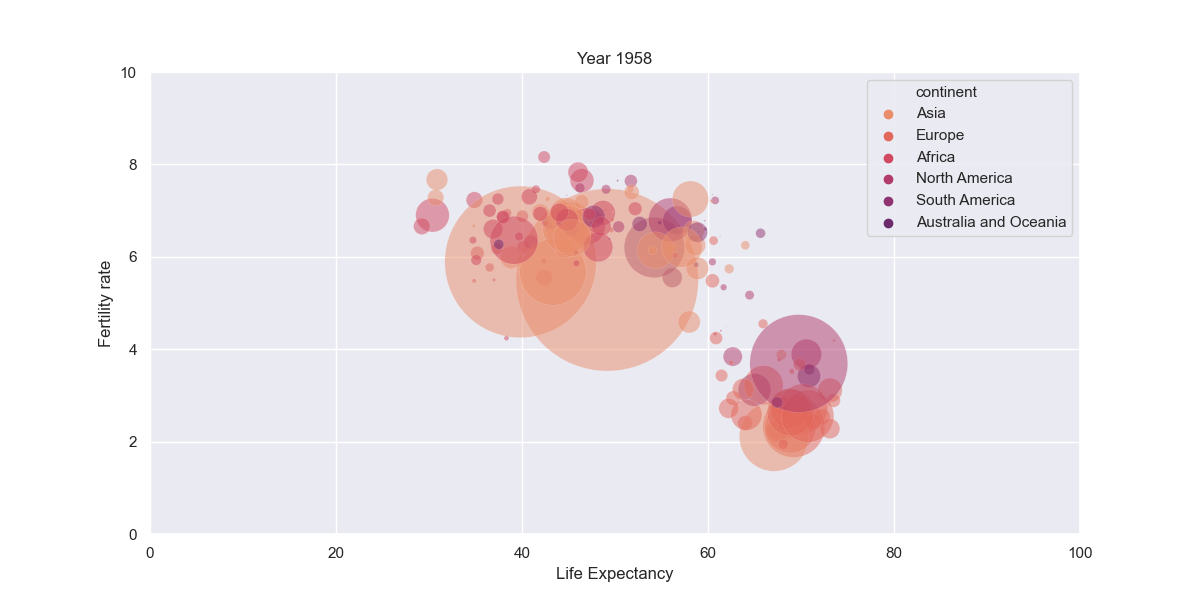 Year 1958
10
8
6
4
2
0
Fertility rate
0 20 40 60 80 100
Life Expectancy
continent
Asia
Europe
Africa
North America
South America
Australia and Oceania